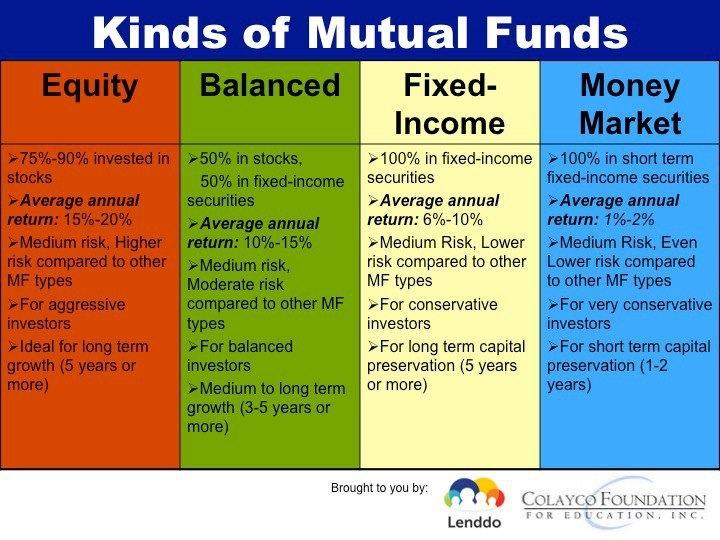 Kinds of Mutual Funds
Equity
➢75%-90% invested in
stocks
➢Average annual
return: 15%-20%
➢Medium risk, Higher
risk compared to other
MF types
➢For aggressive
investors
➢Ideal for long term
growth (5 years or
more)
Balanced
➢50% in stocks,
50% in fixed-income
securities
➢Average annual
return: 10%-15%
➢Medium risk,
Moderate risk
compared to other MF
types
➢For balanced
investors
➢Medium to long term
growth (3-5 years or
more)
Fixed-
Income
➢100% in fixed-income
securities
➢Average annual
return: 6%-10%
➢Medium Risk, Lower
risk compared to other
MF types
➢For conservative
investors
➢For long term capital
preservation (5 years
or more)
Money
Market
➢100% in short term
fixed-income securities
➢Average annual
return: 1%-2%
➢Medium Risk, Even
Lower risk compared
to other MF types
➢For very conservative
investors
➢For short term capital
preservation (1-2
years)
Brought to you by:
Lenddo
COLAYCO FOUNDATION
FOR EDUCATION, INC.